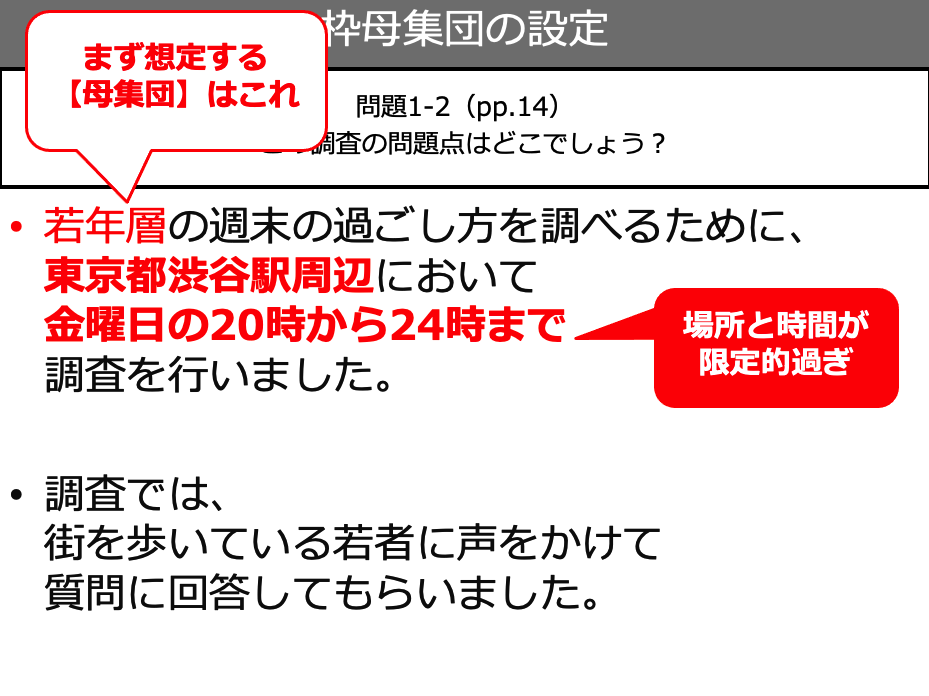 枠母集団の設定
まず想定する
【母集団】はこれ
問題1-2（pp.14）
調査の問題点はどこでしょう？
• 若年層の週末の過ごし方を調べるために、
東京都渋谷駅周辺において
金曜日の20時から24時まで
調査を行いました。
場所と時間が
限定的過ぎ
• 調査では、
街を歩いている若者に声をかけて
質問に回答してもらいました。